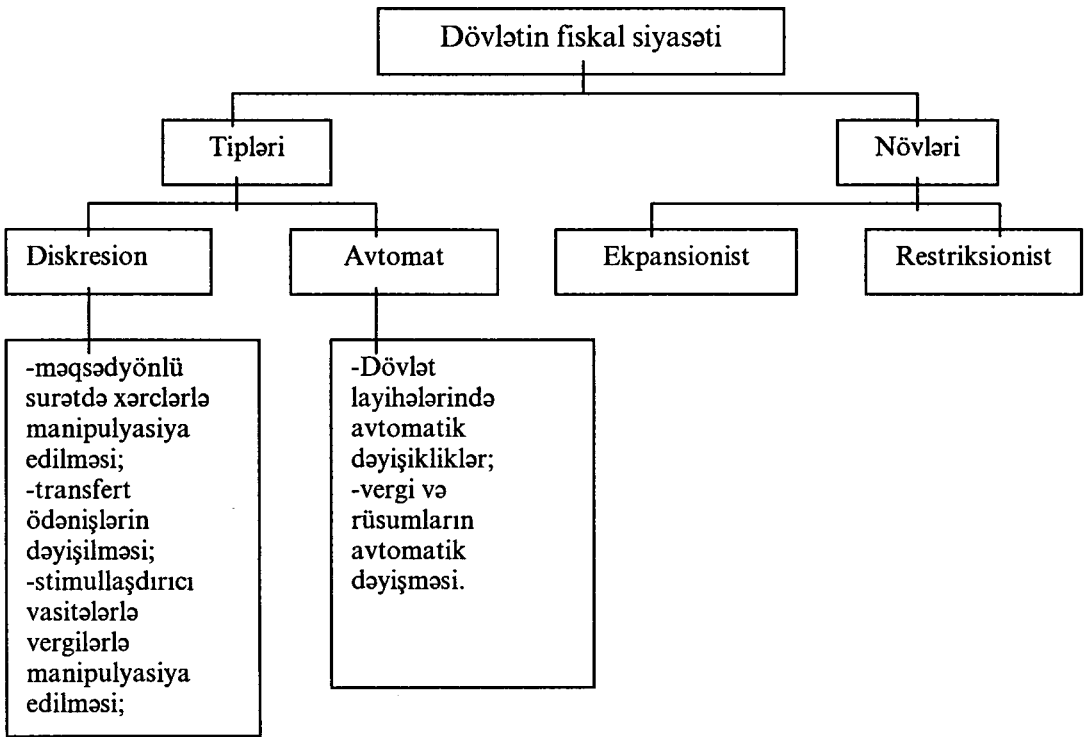 Dövlətin fiskal siyasəti
Tipləri
Növləri
Diskresion
Avtomat
Ekpansionist
Restriksionist
-məqsədyönlü
surətdə xərclərlə
manipulyasiya
edilməsi;
-transfert
ödənişlərin
dəyişilməsi;
-stimullaşdırıcı
vasitələrlə
vergilərlə
manipulyasiya
edilməsi;
-Dövlət
layihələrində
avtomatik
dəyişikliklər;
-vergi və
rüsumların
avtomatik
dəyişməsi.